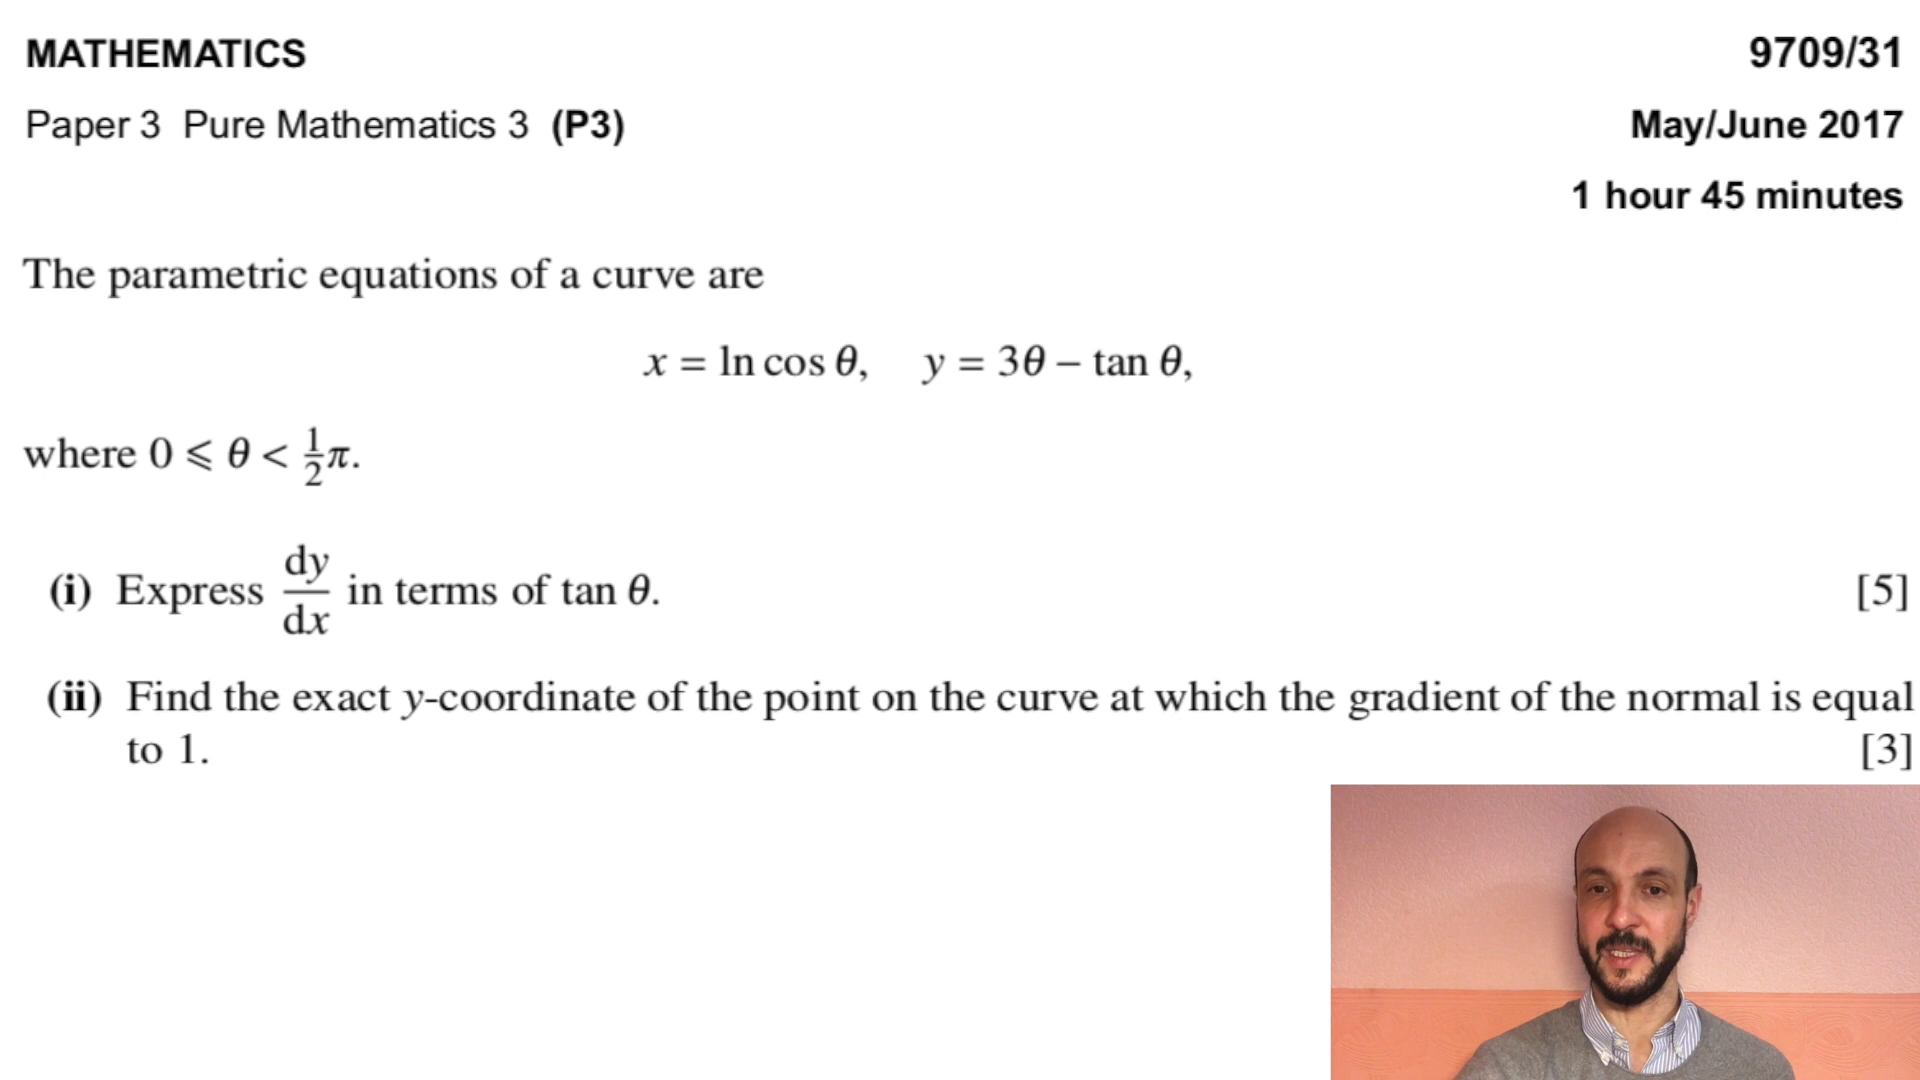 MATHEMATICS 9709/31
Paper 3 Pure Mathematics 3 (P3) May/June 2017
1 hour 45 minutes
The parametric equations of a curve are
x = ln cos θ, y = 3θ – tan θ,
where 0 ⩽ θ < ½π.
(i) Express dy/dx in terms of tan θ. [5]
(ii) Find the exact y-coordinate of the point on the curve at which the gradient of the normal is equal
to 1. [3]